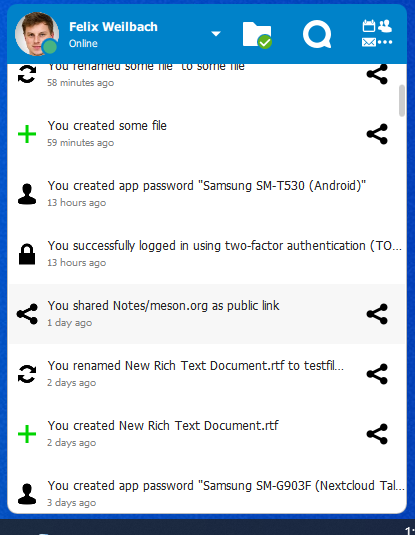 Felix Weilbach
Online
You renamed some file~ to some file
58 minutes ago
You created some file
59 minutes ago
You created app password "Samsung SM-T530 (Android)"
13 hours ago
You successfully logged in using two-factor authentication (TO...
13 hours ago
You shared Notes/meson.org as public link
1 day ago
You renamed New Rich Text Document.rtf to testfil...
2 days ago
You created New Rich Text Document.rtf
2 days ago
You created app password "Samsung SM-G903F (Nextcloud Tal...
3 days ago
1: